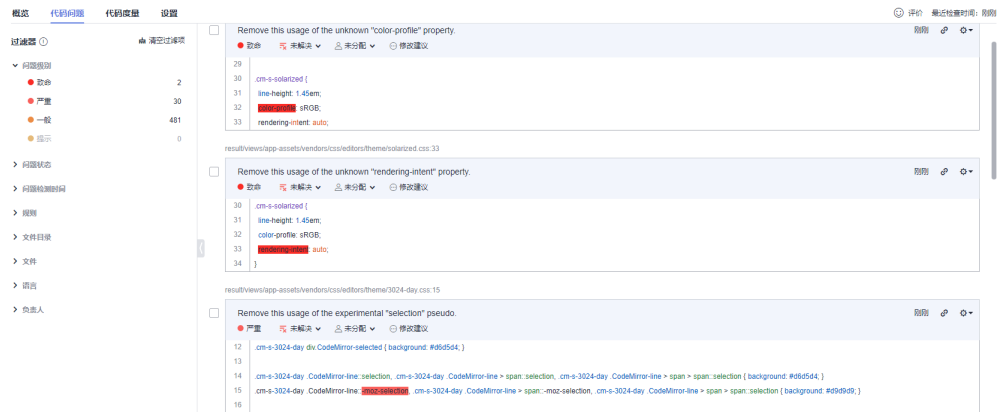 概览 代码问题 代码度量 设置 评价 最近检查时间：刚刚
过滤器 清空过滤项
问题级别
致命 2
严重 30
一般 481
提示 0
问题状态
问题检测时间
规则
文件目录
文件
语言
负责人
Remove this usage of the unknown "color-profile" property. 刚刚
致命 未解决 未分配 修改建议
29
30 .cm-s-solarized {
31 line-height: 1.45em;
32 color-profile: sRGB;
33 rendering-intent: auto;
result/views/app-assets/vendors/css/editors/theme/solarized.css:33
Remove this usage of the unknown "rendering-intent" property. 刚刚
致命 未解决 未分配 修改建议
30 .cm-s-solarized {
31 line-height: 1.45em;
32 color-profile: sRGB;
33 rendering-intent: auto;
34 }
result/views/app-assets/vendors/css/editors/theme/3024-day.css:15
Remove this usage of the experimental "selection" pseudo. 刚刚
严重 未解决 未分配 修改建议
12 .cm-s-3024-day div.CodeMirror-selected { background: #d6d5d4; }
13
14 .cm-s-3024-day .CodeMirror-line::selection, .cm-s-3024-day .CodeMirror-line > span::selection, .cm-s-3024-day .CodeMirror-line > span > span::selection { background: #d6d5d4; }
15 .cm-s-3024-day .CodeMirror-line::-moz-selection, .cm-s-3024-day .CodeMirror-line > span::-moz-selection, .cm-s-3024-day .CodeMirror-line > span > span::selection { background: #d9d9d9; }
16